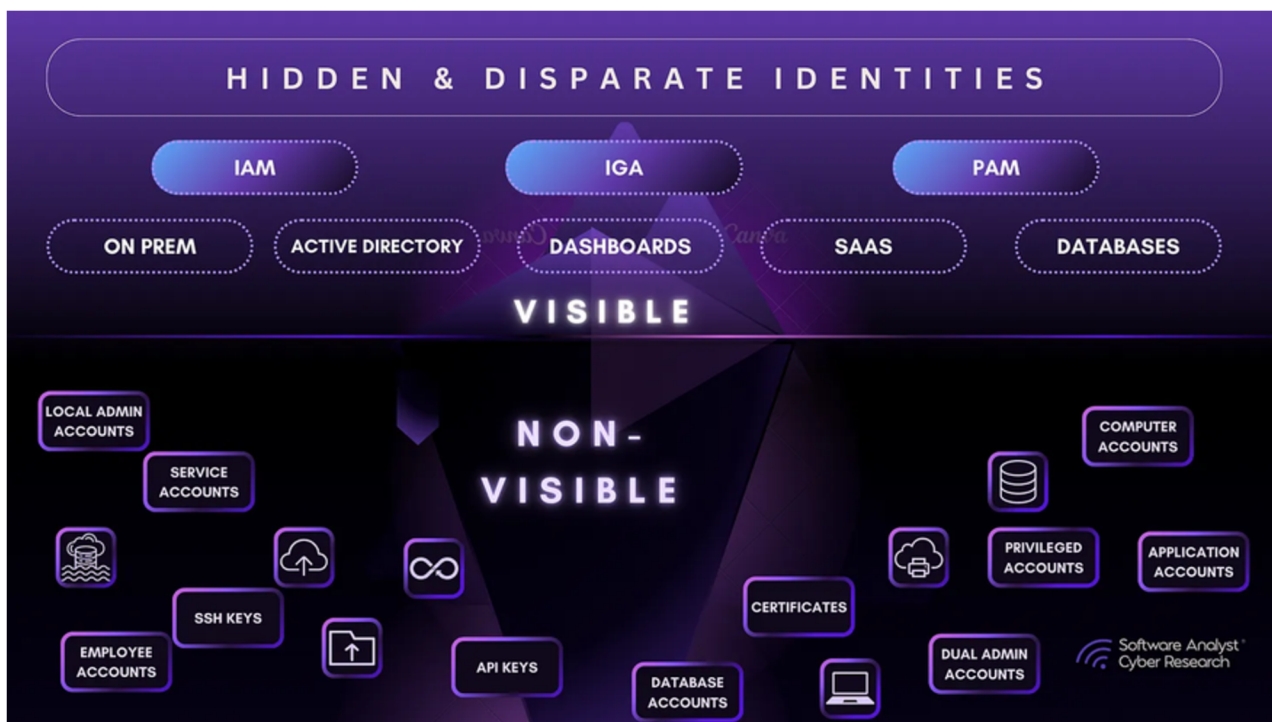 HIDDEN & DISPARATE IDENTITIES
IAM
IGA
PAM
ON PREM
ACTIVE DIRECTORY
DASHBOARDS
SAAS
DATABASES
Canva
Canva
VISIBLE
NON-
VISIBLE
LOCAL ADMIN
ACCOUNTS
COMPUTER
ACCOUNTS
SERVICE
ACCOUNTS
PRIVILEGED
ACCOUNTS
APPLICATION
ACCOUNTS
SSH KEYS
CERTIFICATES
EMPLOYEE
ACCOUNTS
API KEYS
DATABASE
ACCOUNTS
DUAL ADMIN
ACCOUNTS
Software Analyst
Cyber Research